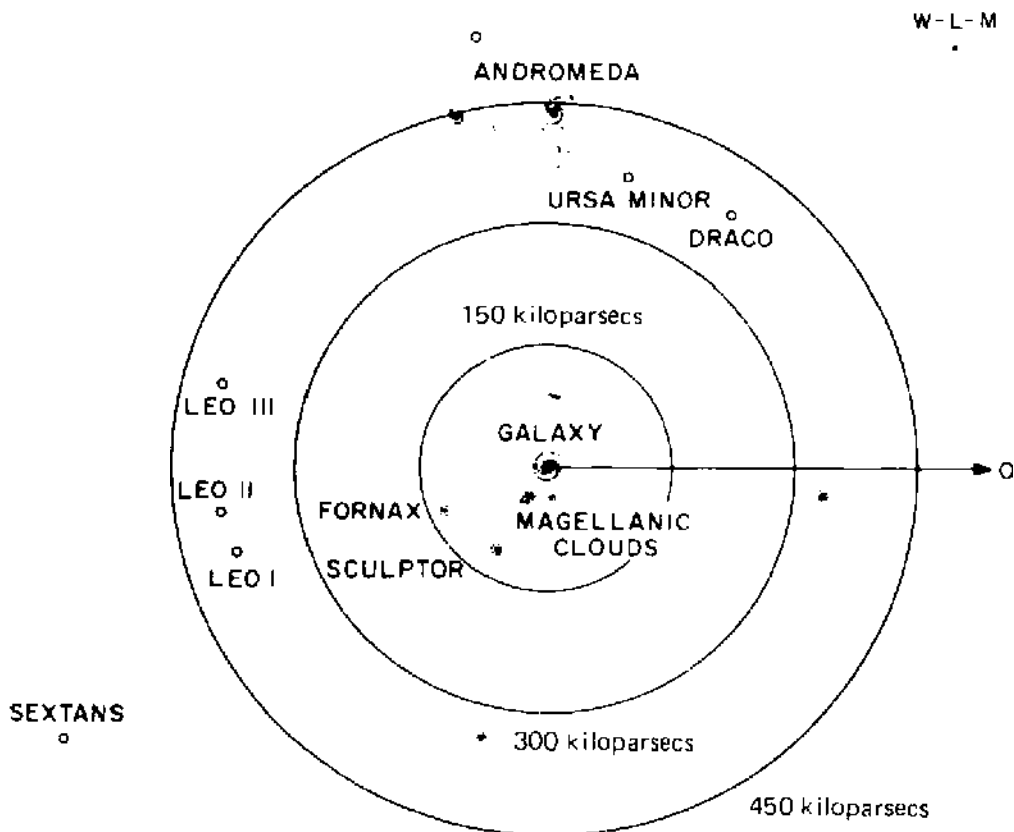 W-L-M
ANDROMEDA
URSA MINOR
DRACO
150 kiloparsecs
LEO III
GALAXY
LEO II
FORNAX
MAGELLANIC
CLOUDS
SCULPTOR
LEO I
SEXTANS
300 kiloparsecs
450 kiloparsecs